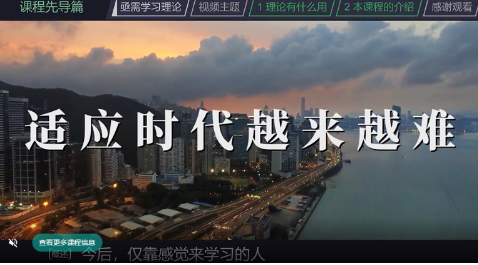 课程先导篇
亟需学习理论
视频主题
1 理论有什么用
2 本课程的介绍
感谢观看
适应时代越来越难
查看更多课程信息
[概述] 今后，仅靠感觉来学习的人